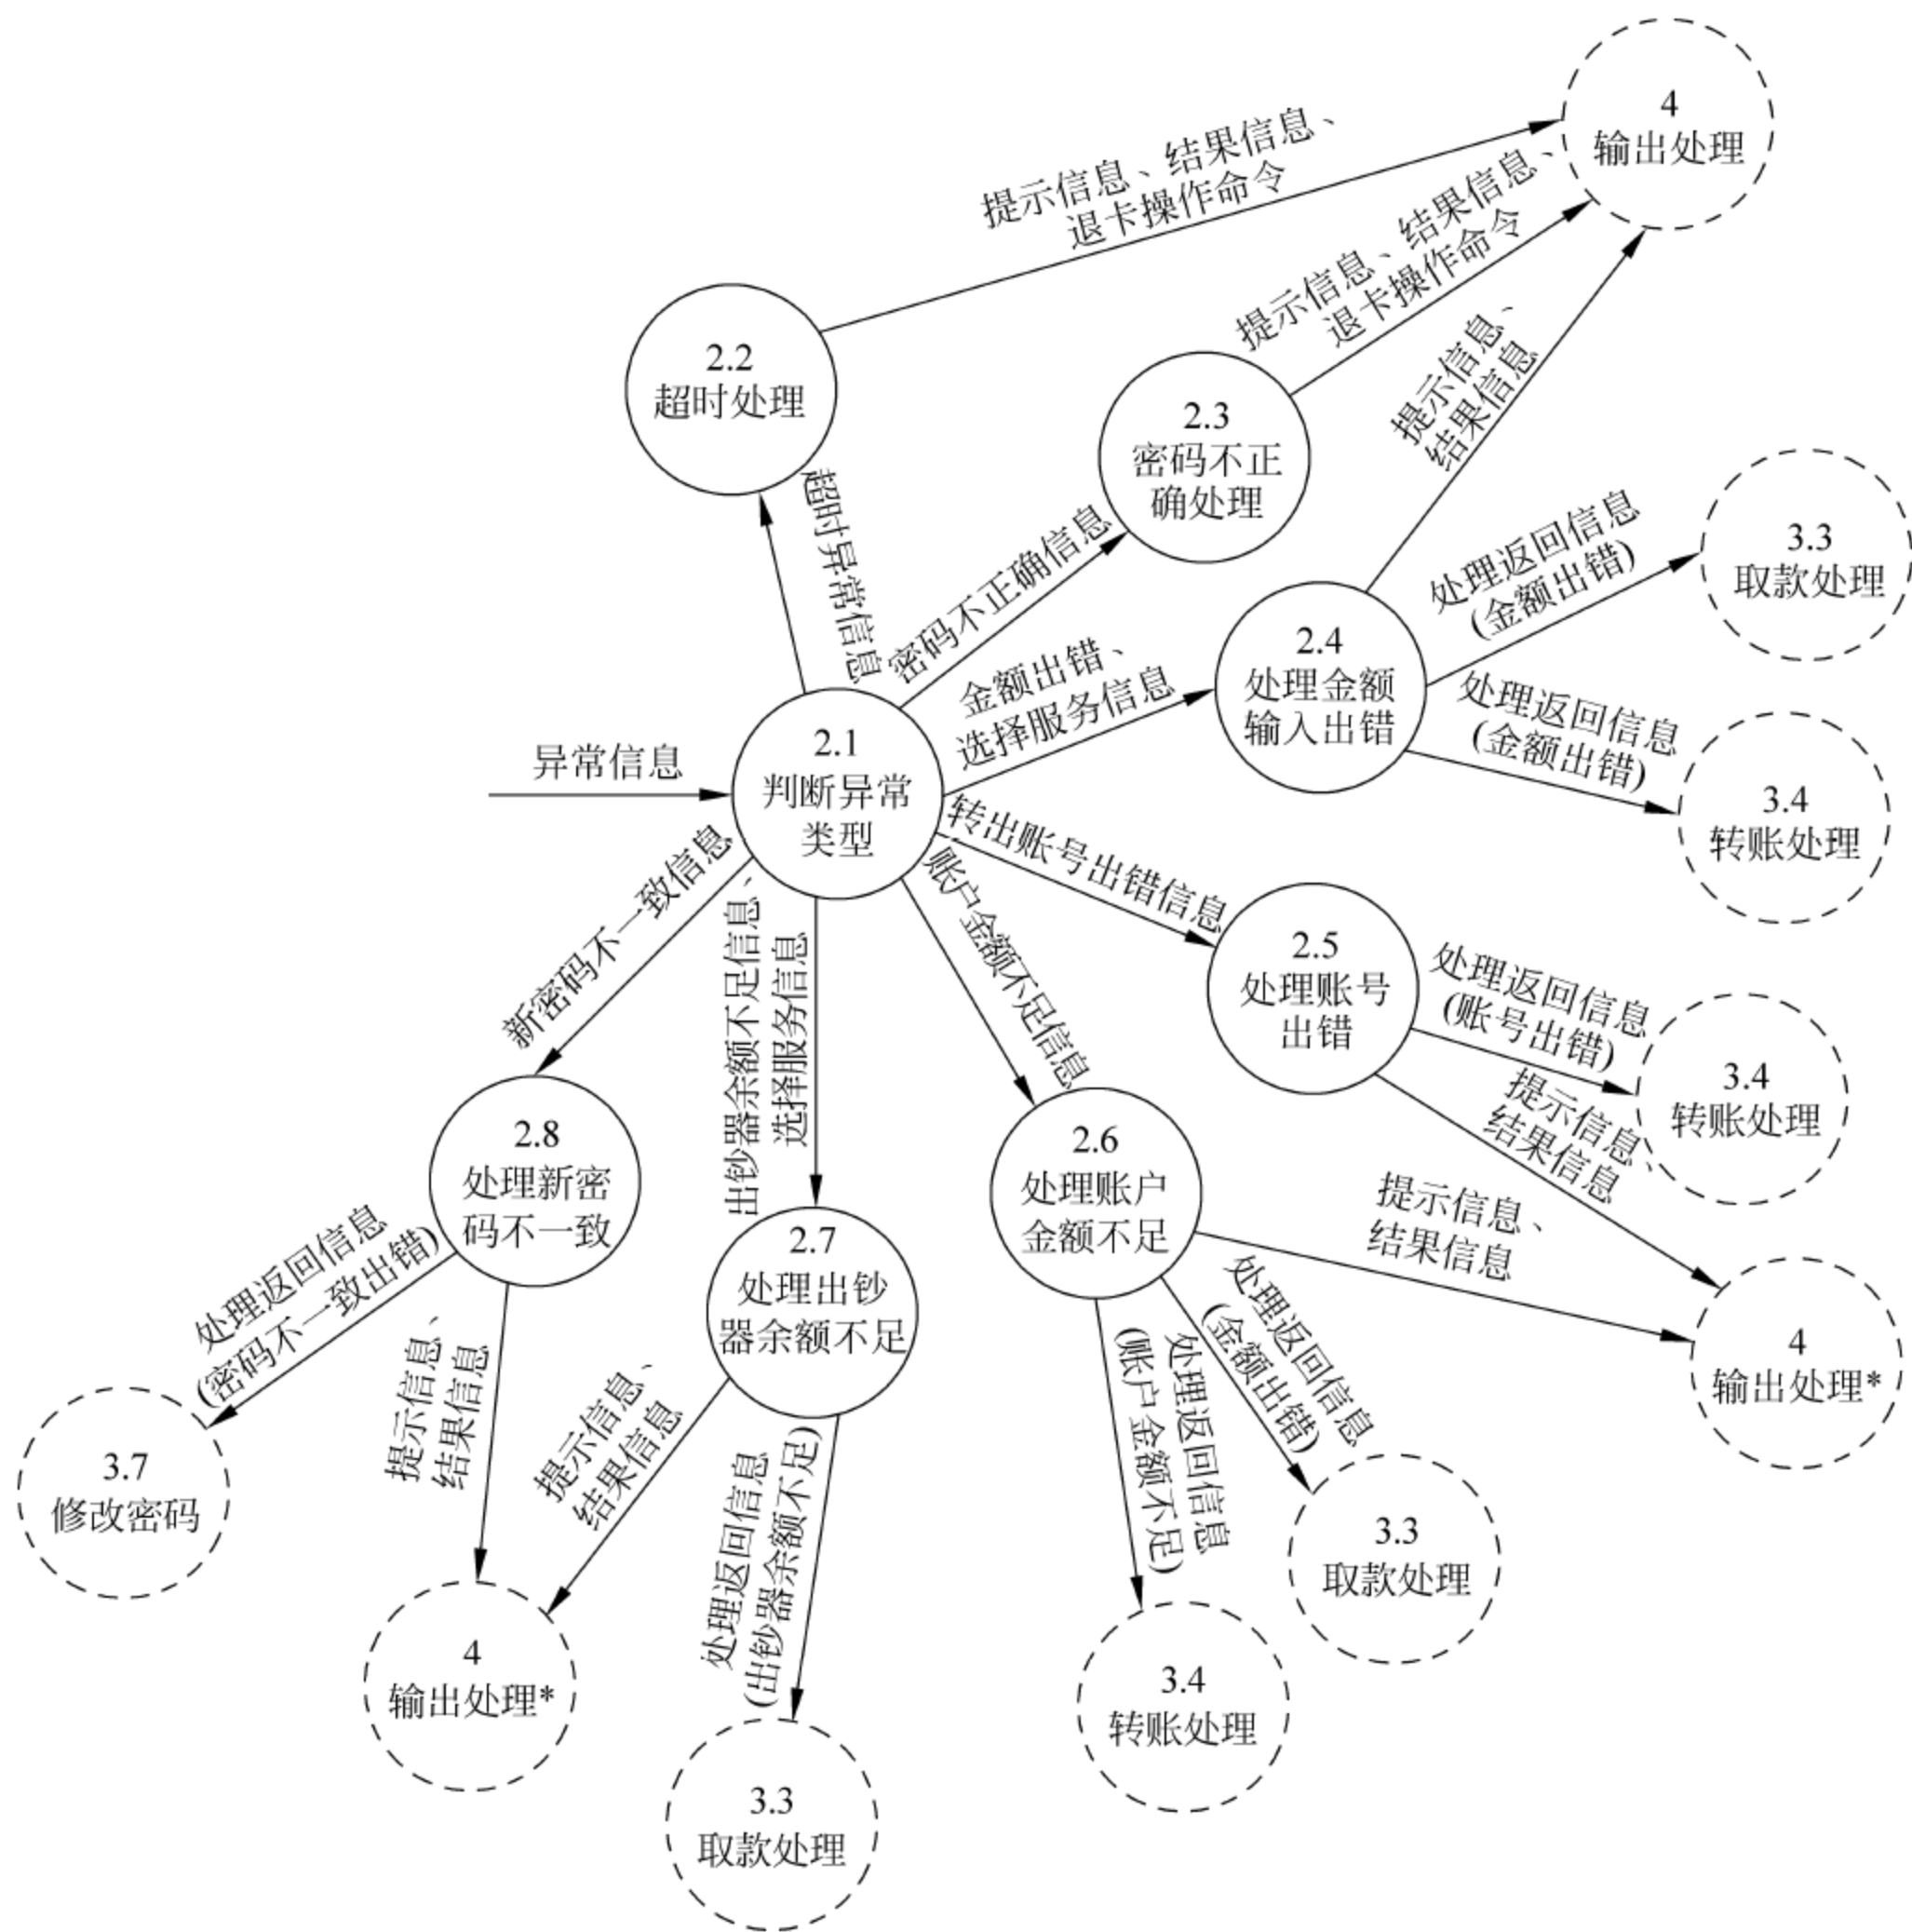 4
输出处理
提示信息、结果信息、
退卡操作命令
提示信息、结果信息、
退卡操作命令
提示信息、
结果信息
2.2
超时处理
2.3
密码不正
确处理
超时异常信息
密码不正确信息
处理返回信息
(金额出错)
3.3
取款处理
金额出错、
选择服务信息
2.4
处理金额
输入出错
处理返回信息
(金额出错)
3.4
转账处理
异常信息
2.1
判断异常
类型
转出账号出错信息
2.5
处理账号
出错
处理返回信息
(账号出错)
3.4
转账处理
提示信息、
结果信息
新密码不一致信息
出钞器余额不足信息、
选择服务信息
账户金额不足信息
2.8
处理新密
码不一致
2.7
处理出钞
器余额不足
2.6
处理账户
金额不足
提示信息、
结果信息
4
输出处理*
处理返回信息
(密码不一致出错)
3.7
修改密码
提示信息、
结果信息
提示信息、
结果信息
4
输出处理*
处理返回信息
(出钞器余额不足)
3.3
取款处理
处理返回信息
(账户金额不足)
3.4
转账处理
处理返回信息
(金额出错)
3.3
取款处理